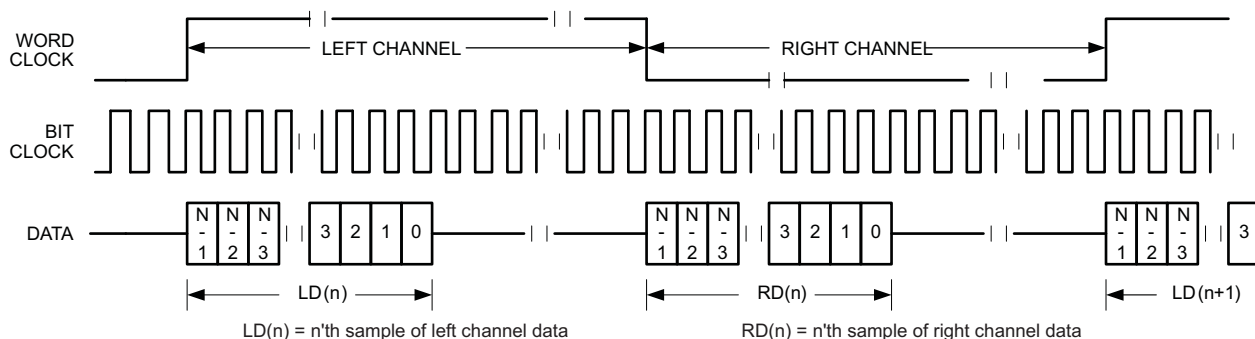 WORD
CLOCK
LEFT CHANNEL
RIGHT CHANNEL
BIT
CLOCK
DATA
N
-
1
N
-
2
N
-
3
3
2
1
0
N
-
1
N
-
2
N
-
3
3
2
1
0
N
-
1
N
-
2
N
-
3
3
LD(n)
RD(n)
LD(n+1)
LD(n) = n'th sample of left channel data
RD(n) = n'th sample of right channel data